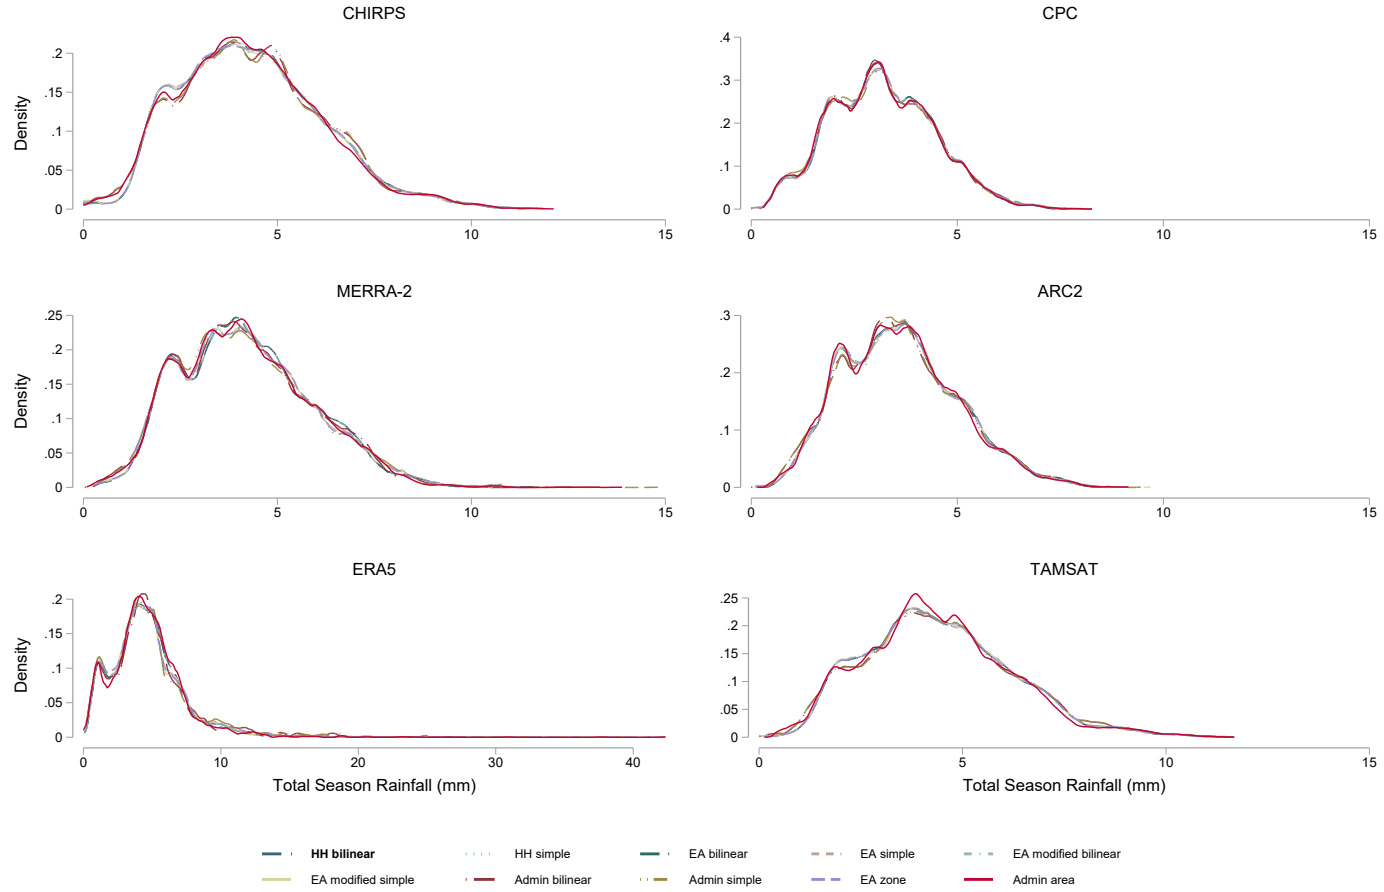 CHIRPS
CPC
Density
.2
.15
.1
.05
0
0 5 10 15
.4
.3
.2
.1
0
0 5 10 15
MERRA-2
ARC2
Density
.25
.2
.15
.1
.05
0
0 5 10 15
.3
.2
.1
0
0 5 10 15
ERA5
TAMSAT
Density
.2
.15
.1
.05
0
0 10 20 30 40
Total Season Rainfall (mm)
.25
.2
.15
.1
.05
0
0 5 10 15
Total Season Rainfall (mm)
HH bilinear HH simple EA bilinear EA simple EA modified bilinear
EA modified simple Admin bilinear Admin simple EA zone Admin area